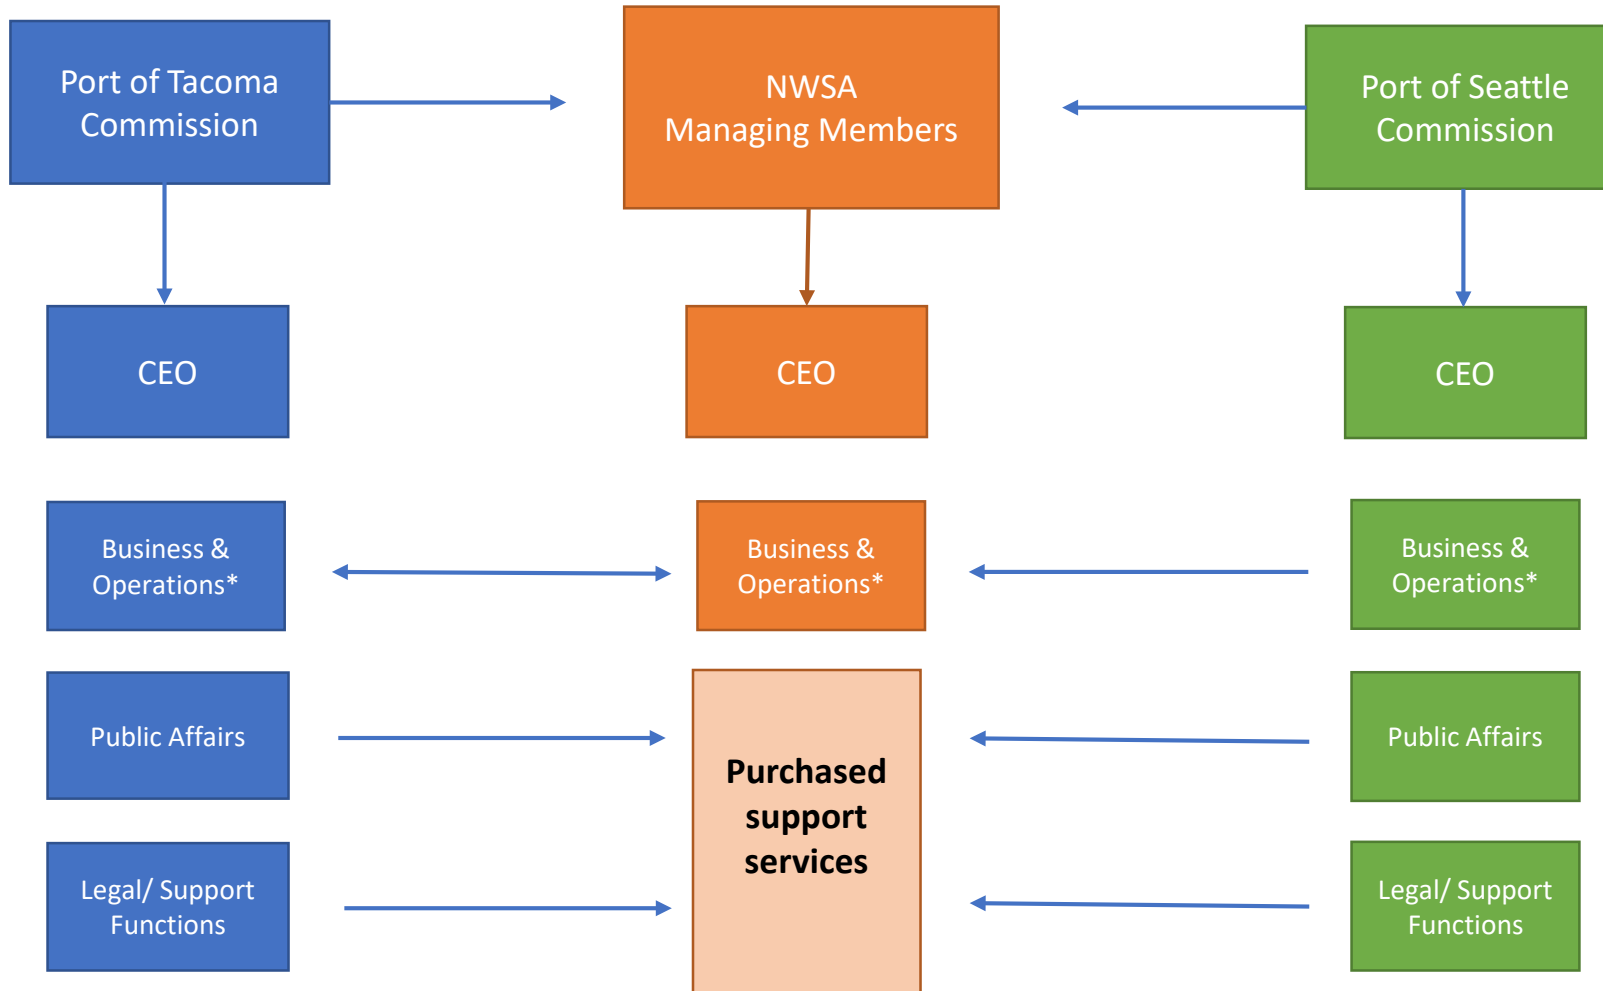 Port of Tacoma
Commission
NWSA
Managing Members
Port of Seattle
Commission
CEO
CEO
CEO
Business &
Operations*
Business &
Operations*
Business &
Operations*
Public Affairs
Purchased
support
services
Public Affairs
Legal/ Support
Functions
Legal/ Support
Functions